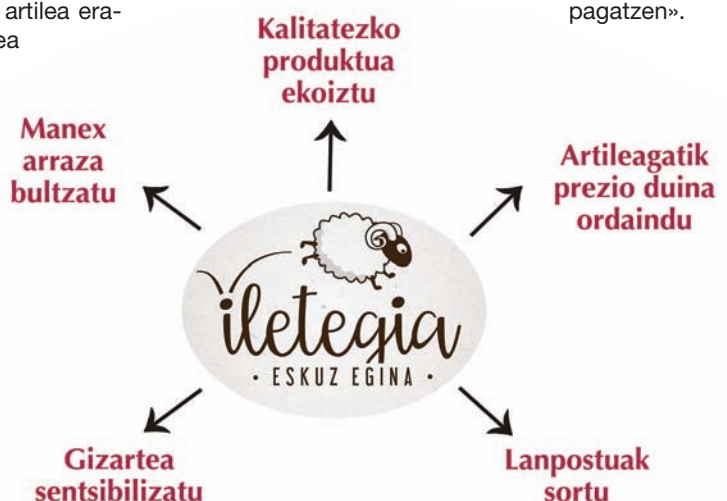 artilea era-
ea
pagatzen».
Kalitatezko
produktua
ekoiztu
Manex
arraza
bultzatu
Artileagatik
prezio duina
ordaindu
iletegia
· ESKUZ EGINA ·
Gizartea
sentsibilizatu
Lanpostuak
sortu